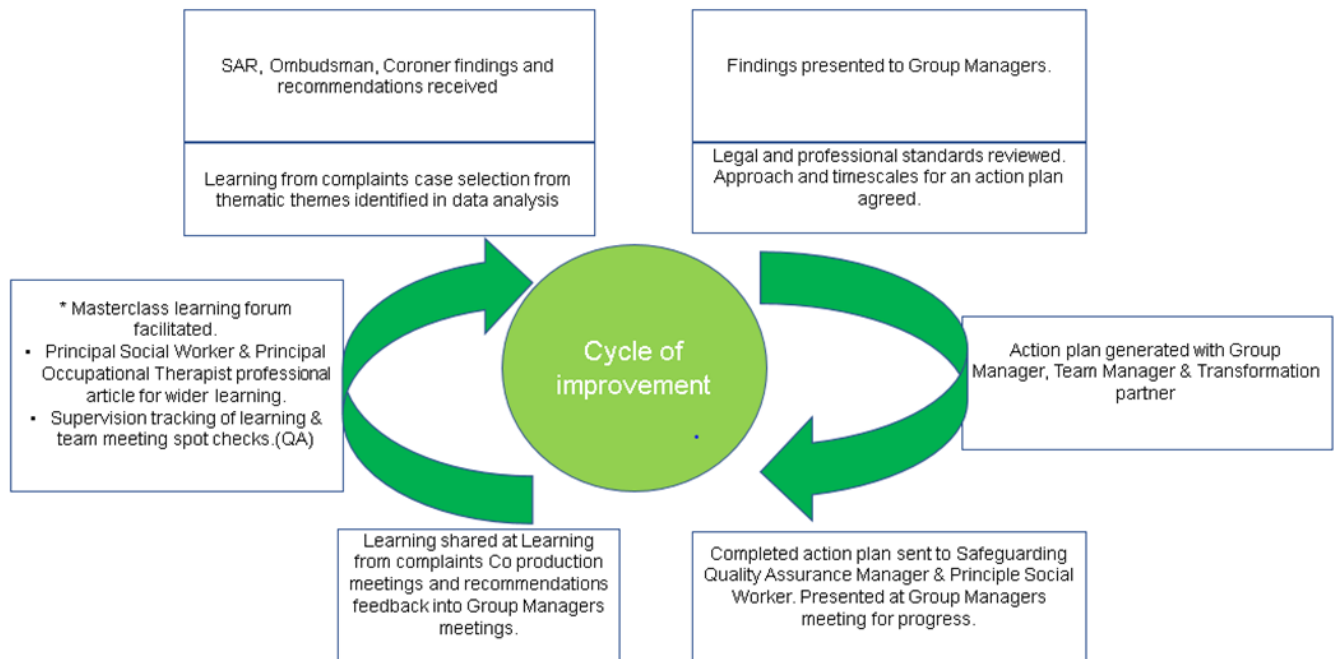 SAR, Ombudsman, Coroner findings and
recommendations received
Learning from complaints case selection from
thematic themes identified in data analysis
Findings presented to Group Managers.
Legal and professional standards reviewed.
Approach and timescales for an action plan
agreed.
Cycle of
improvement
Action plan generated with Group
Manager, Team Manager & Transformation
partner
Completed action plan sent to Safeguarding
Quality Assurance Manager & Principle Social
Worker. Presented at Group Managers
meeting for progress.
Learning shared at Learning
from complaints Co production
meetings and recommendations
feedback into Group Managers
meetings.
* Masterclass learning forum
facilitated.
• Principal Social Worker & Principal
Occupational Therapist professional
article for wider learning.
• Supervision tracking of learning &
team meeting spot checks.(QA)